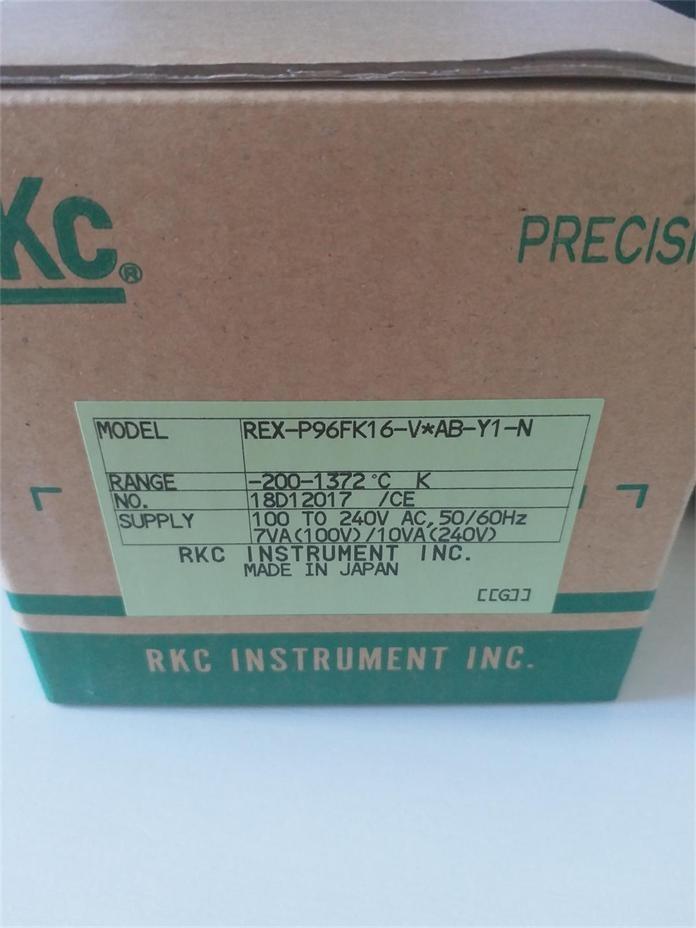 RKC®
PRECISI
MODEL REX-P96FK16-V*AB-Y1-N
RANGE -200-1372°C K
NO. 18D12017 /CE
SUPPLY 100 TO 240V AC,50/60Hz
7VA(100V)/10VA(240V)
RKC INSTRUMENT INC.
MADE IN JAPAN
[[G]]
RKC INSTRUMENT INC.